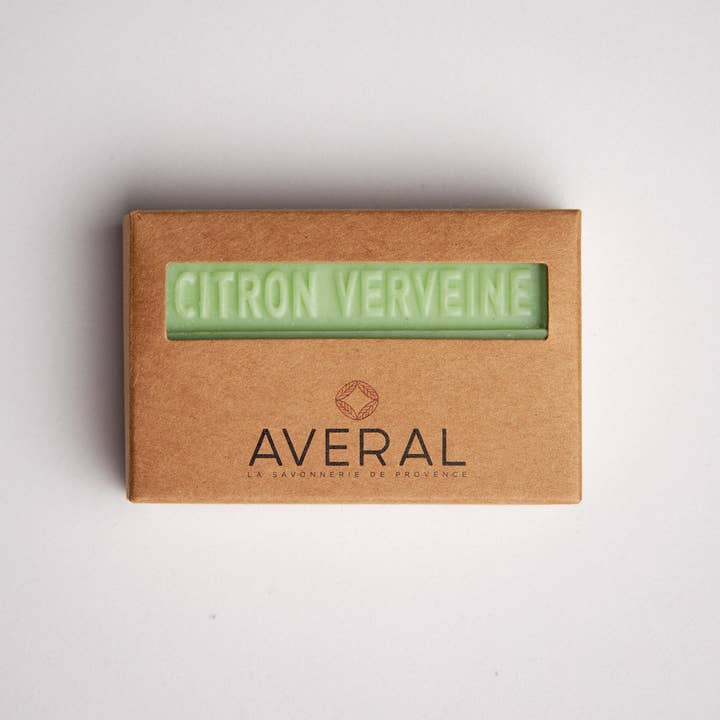 CITRON VERVEINE
AVERAL
LA SAVONNERIE DE PROVENCE